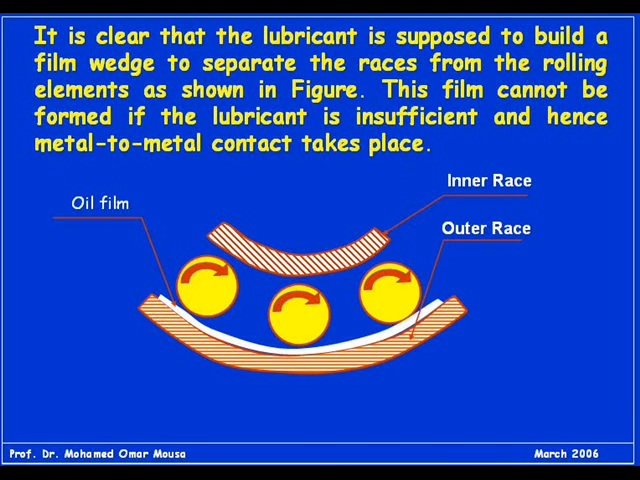 It is clear that the lubricant is supposed to build a
film wedge to separate the races from the rolling
elements as shown in Figure. This film cannot be
formed if the lubricant is insufficient and hence
metal-to-metal contact takes place.
Inner Race
Oil film
Outer Race
Prof. Dr. Mohamed Omar Mousa
March 2006